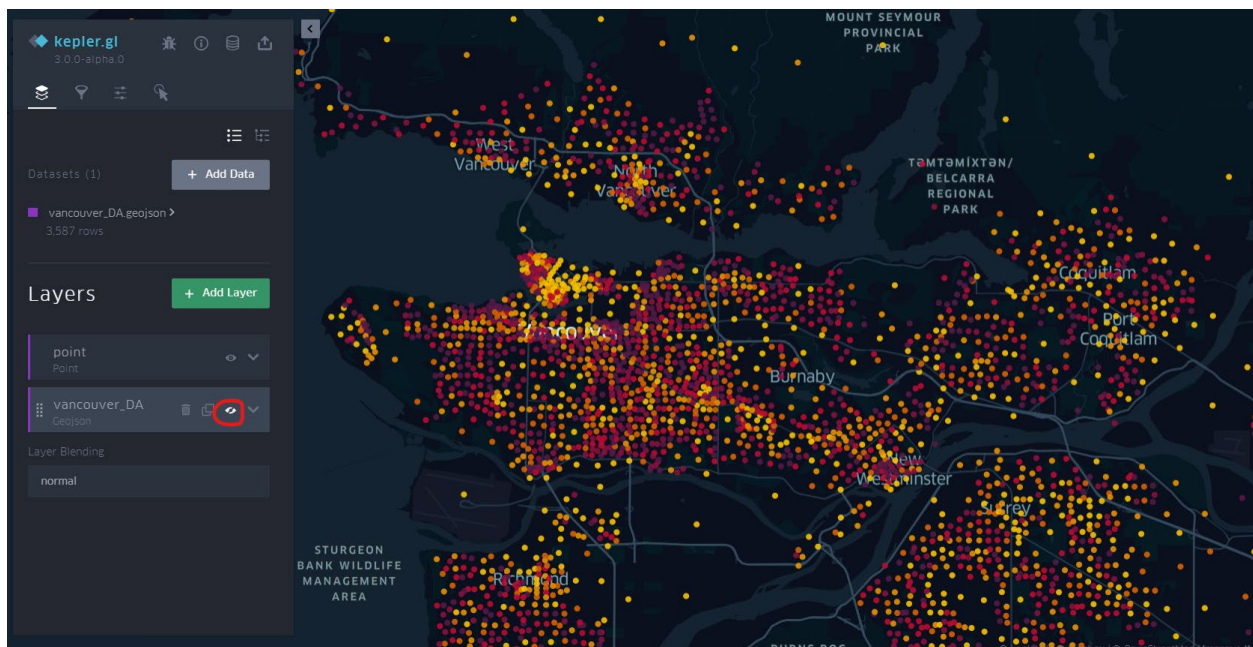 kepler.gl
3.0.0-alpha.0
Datasets (1)
+ Add Data
vancouver_DA.geojson
3,587 rows
Layers
+ Add Layer
point
Point
vancouver_DA
Geojson
Layer Blending
normal
MOUNT SEYMOUR
PROVINCIAL
PARK
West
Vancouver
North
Vancouver
TƏMTƏMÍXTƏN/
BELCARRA
REGIONAL
PARK
Coquitlam
Port
Coquitlam
Vancouver
Burnaby
New
Westminster
Surrey
STURGEON
BANK WILDLIFE
MANAGEMENT
AREA
Richmond